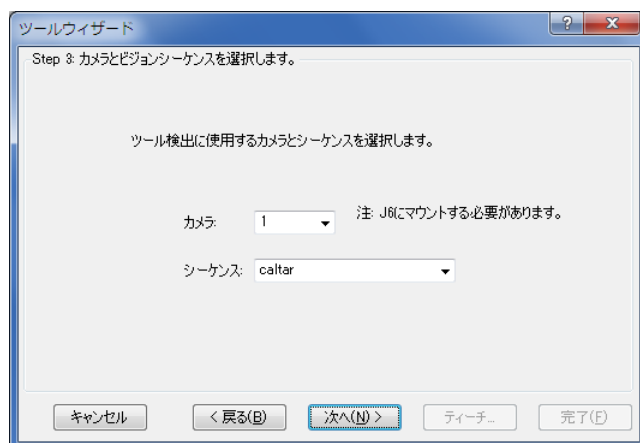 ツールウィザード
Step 3: カメラとビジョンシーケンスを選択します。
ツール検出に使用するカメラとシーケンスを選択します。
カメラ: 1 注: J6にマウントする必要があります。
シーケンス: caltar
キャンセル < 戻る(B) 次へ(N) > ティーチ... 完了(F)